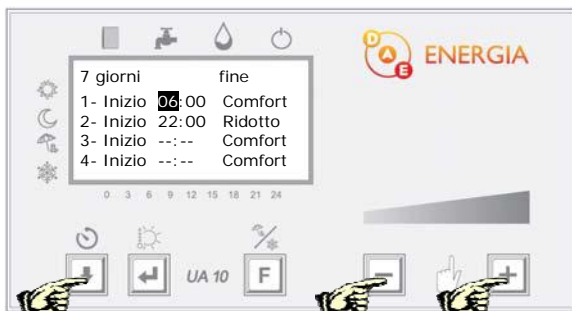 D A E ENERGIA
7 giorni fine
1- Inizio 06:00 Comfort
2- Inizio 22:00 Ridotto
3- Inizio --:-- Comfort
4- Inizio --:-- Comfort
0 3 6 9 12 15 18 21 24
UA 10 F - +